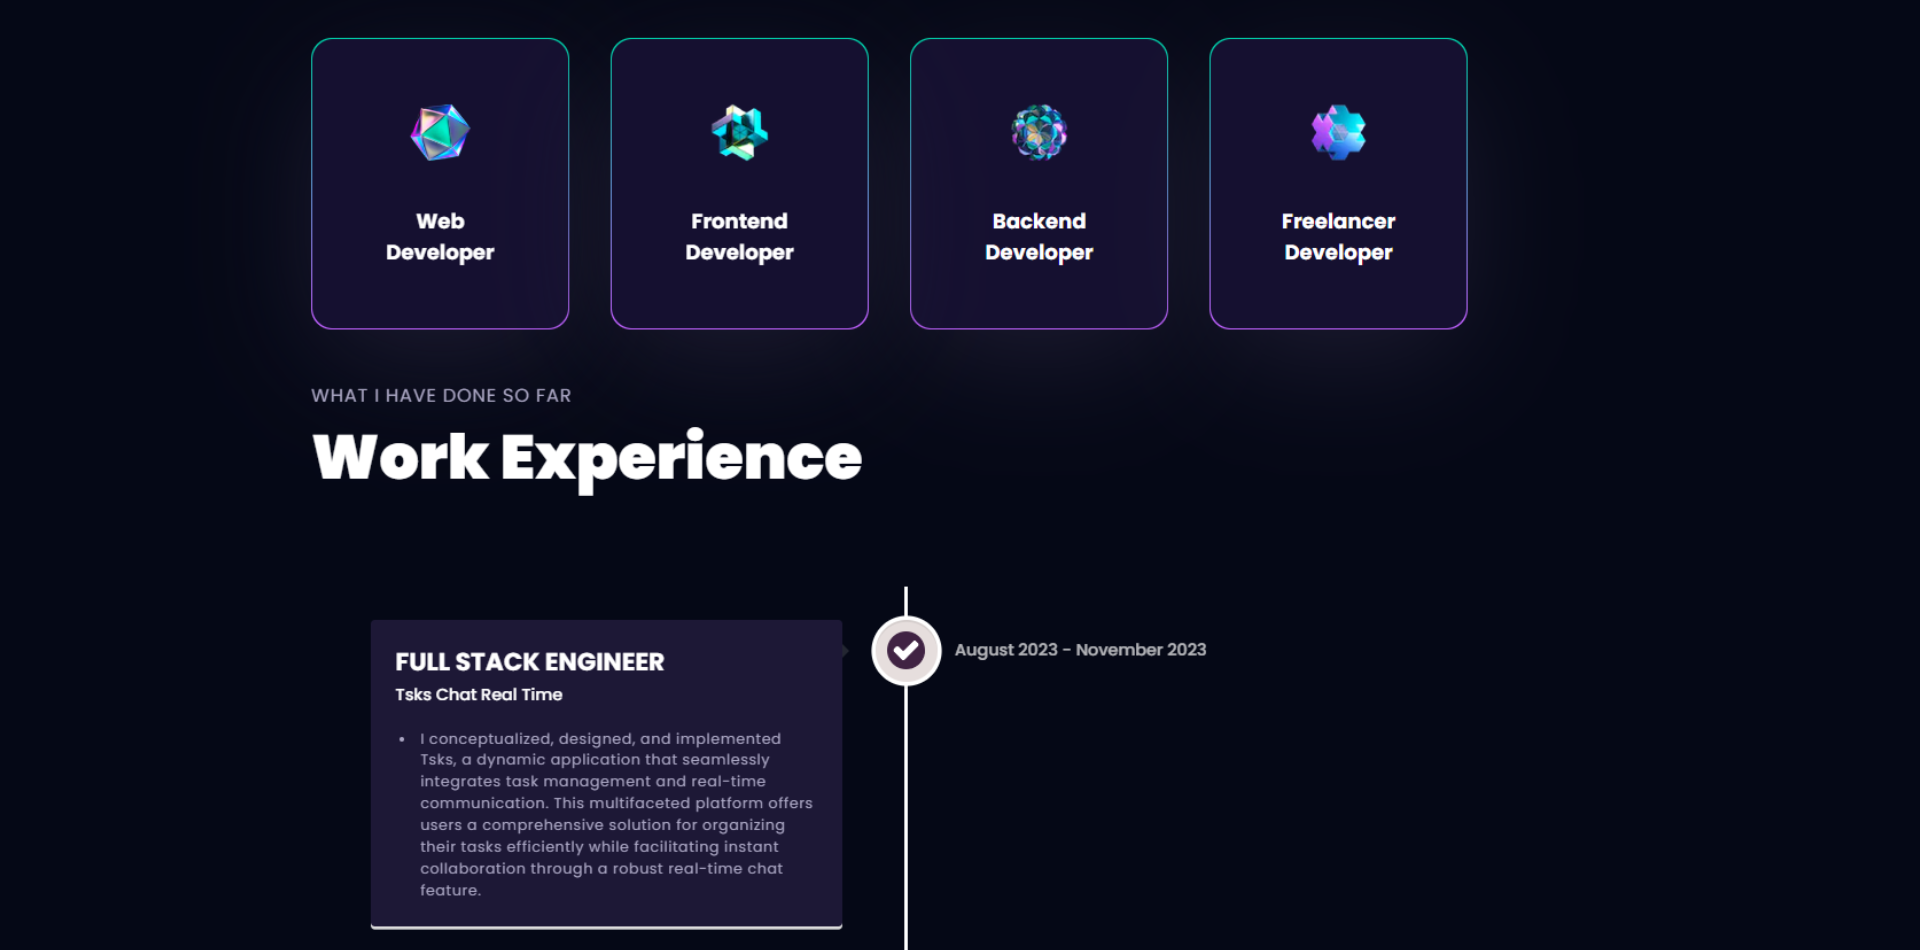 Web
Developer
Frontend
Developer
Backend
Developer
Freelancer
Developer
WHAT I HAVE DONE SO FAR
Work Experience
FULL STACK ENGINEER
Tsks Chat Real Time
August 2023 - November 2023
• I conceptualized, designed, and implemented
Tsks, a dynamic application that seamlessly
integrates task management and real-time
communication. This multifaceted platform offers
users a comprehensive solution for organizing
their tasks efficiently while facilitating instant
collaboration through a robust real-time chat
feature.